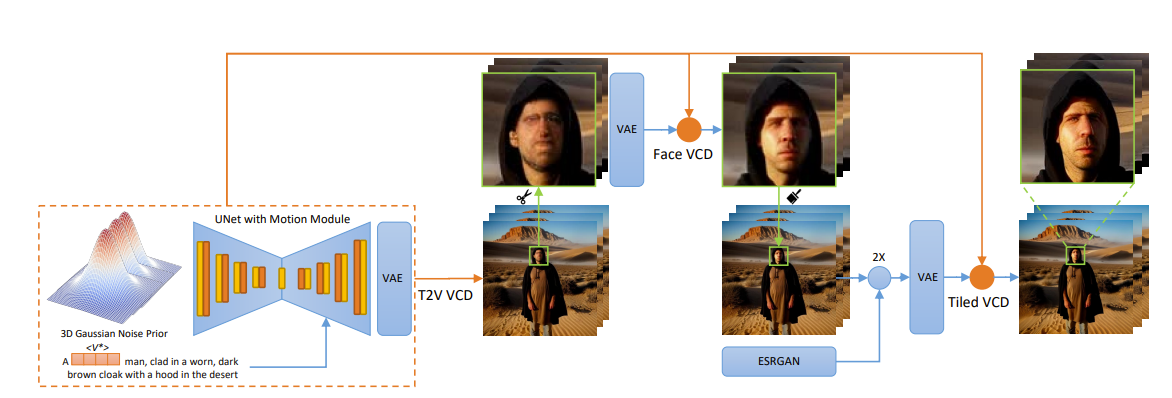 UNet with Motion Module
VAE
3D Gaussian Noise Prior
<V*>
A man, clad in a worn, dark
brown cloak with a hood in the desert
T2V VCD
VAE
Face VCD
2X
VAE
Tiled VCD
ESRGAN